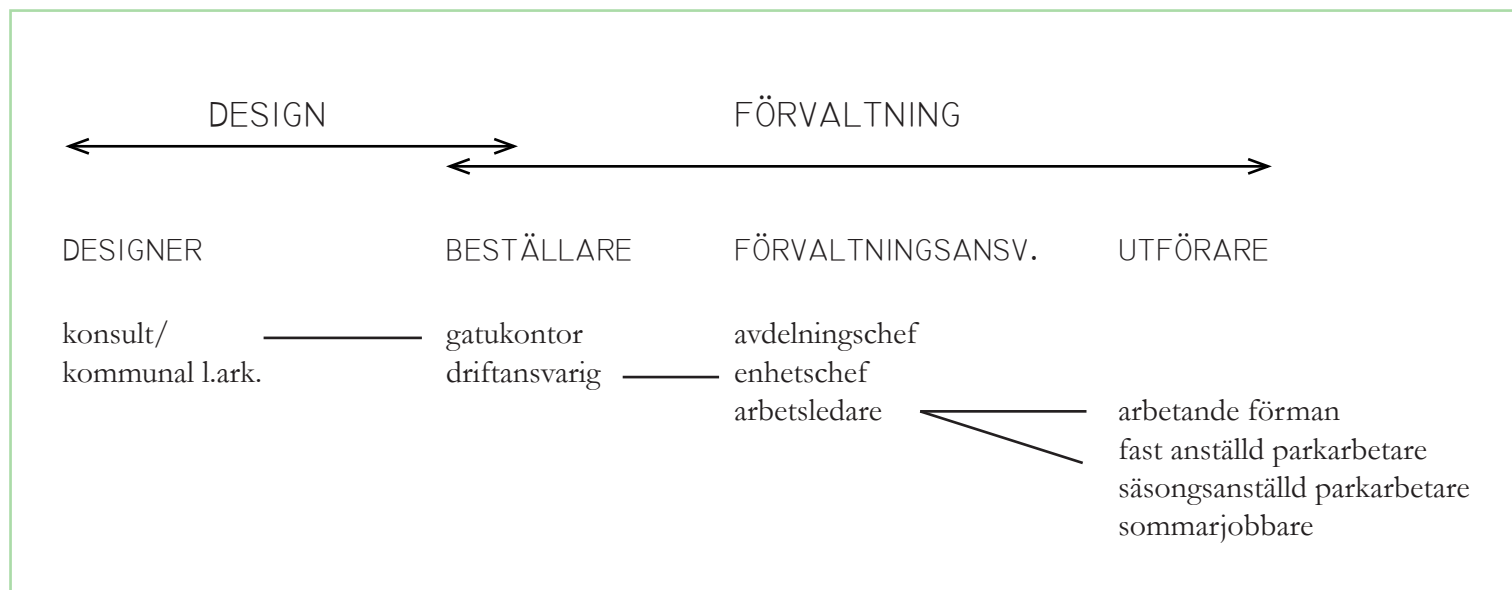 DESIGN
FÖRVALTNING
DESIGNER
konsult/
kommunal l.ark.
BESTÄLLARE
gatukontor
driftansvarig
FÖRVALTNINGSANSV.
avdelningschef
enhetschef
arbetsledare
UTFÖRARE
arbetande förman
fast anställd parkarbetare
säsongsanställd parkarbetare
sommarjobbare